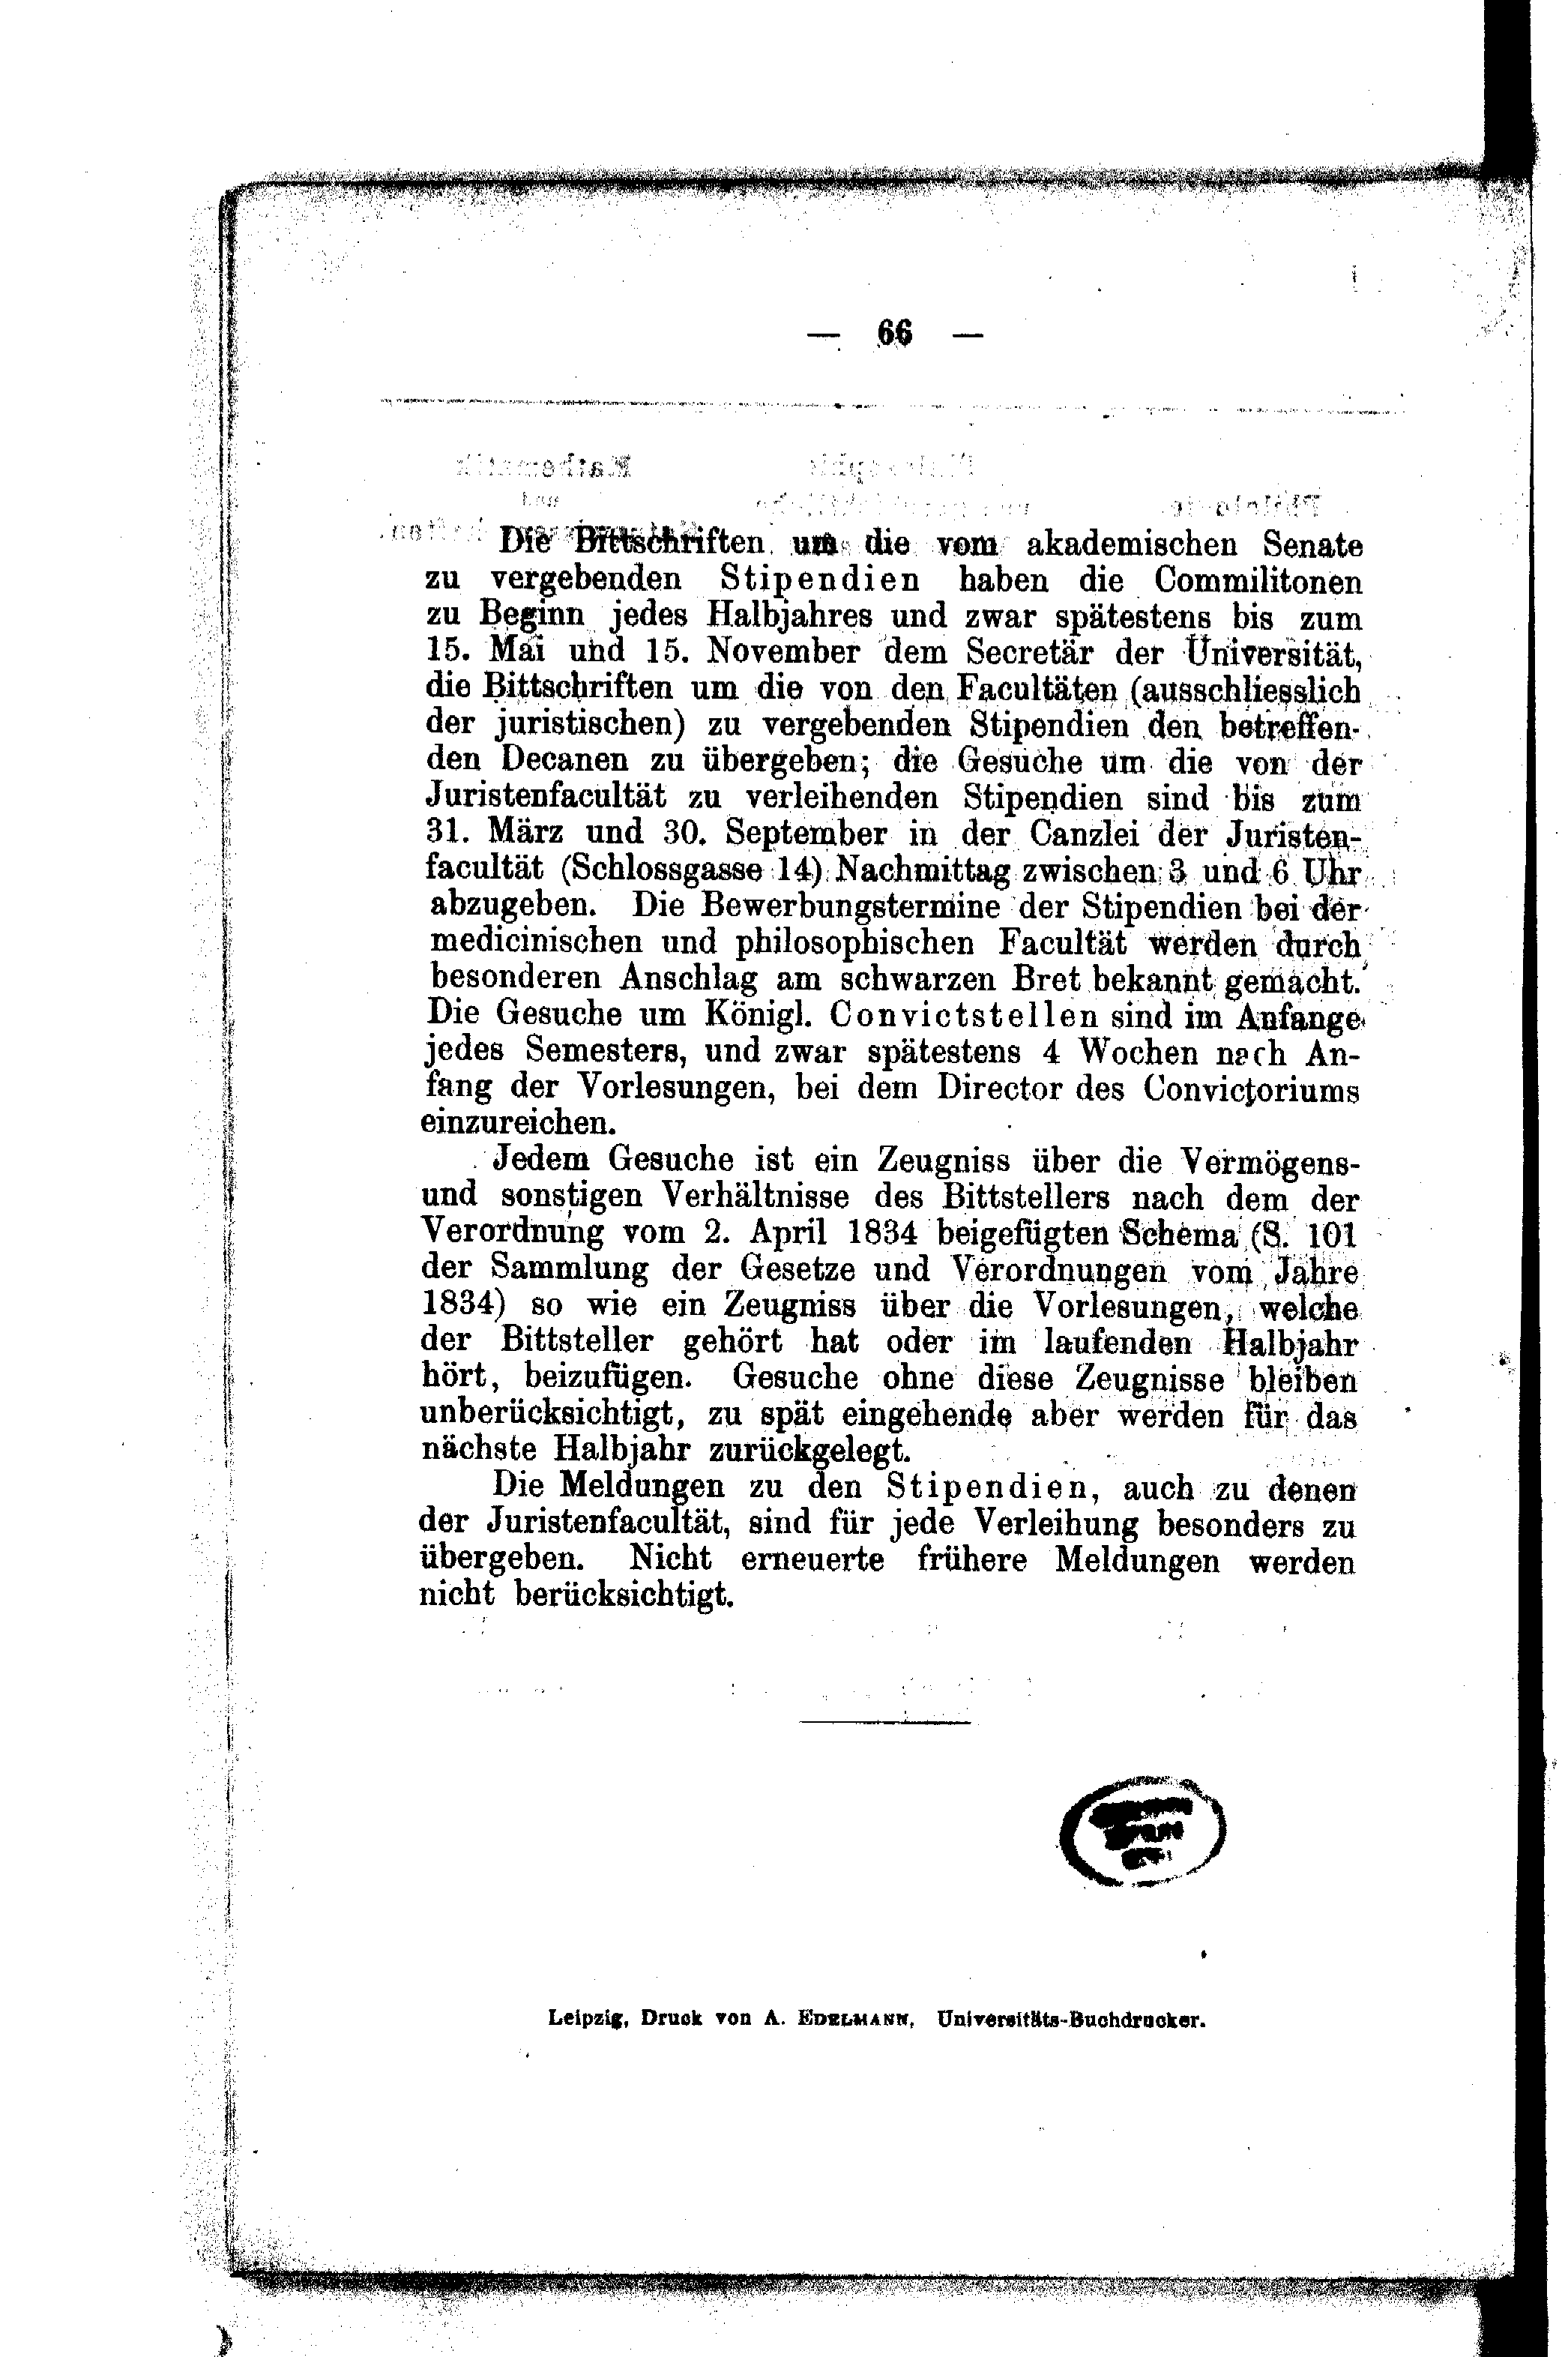 — 66 —
Die Bittschriften um die vom akademischen Senate
zu vergebenden Stipendien haben die Commilitonen
zu Beginn jedes Halbjahres und zwar spätestens bis zum
15. Mai und 15. November dem Secretär der Universität,
die Bittschriften um die von den Facultäten (ausschliesslich
der juristischen) zu vergebenden Stipendien den betreffen-
den Decanen zu übergeben; die Gesuche um die von der
Juristenfacultät zu verleihenden Stipendien sind bis zum
31. März und 30. September in der Canzlei der Juristen-
facultät (Schlossgasse 14) Nachmittag zwischen 3 und 6 Uhr
abzugeben. Die Bewerbungstermine der Stipendien bei der
medicinischen und philosophischen Facultät werden durch
besonderen Anschlag am schwarzen Bret bekannt gemacht.
Die Gesuche um Königl. Convictstellen sind im Anfange
jedes Semesters, und zwar spätestens 4 Wochen nach An-
fang der Vorlesungen, bei dem Director des Convictoriums
einzureichen.
Jedem Gesuche ist ein Zeugniss über die Vermögens-
und sonstigen Verhältnisse des Bittstellers nach dem der
Verordnung vom 2. April 1834 beigefügten Schema (S. 101
der Sammlung der Gesetze und Verordnungen vom Jahre
1834) so wie ein Zeugniss über die Vorlesungen, welche
der Bittsteller gehört hat oder im laufenden Halbjahr
hört, beizufügen. Gesuche ohne diese Zeugnisse bleiben
unberücksichtigt, zu spät eingehende aber werden für das
nächste Halbjahr zurückgelegt.
Die Meldungen zu den Stipendien, auch zu denen
der Juristenfacultät, sind für jede Verleihung besonders zu
übergeben. Nicht erneuerte frühere Meldungen werden
nicht berücksichtigt.
Leipzig, Druck von A. EDELMANN, Universitäts-Buchdrucker.